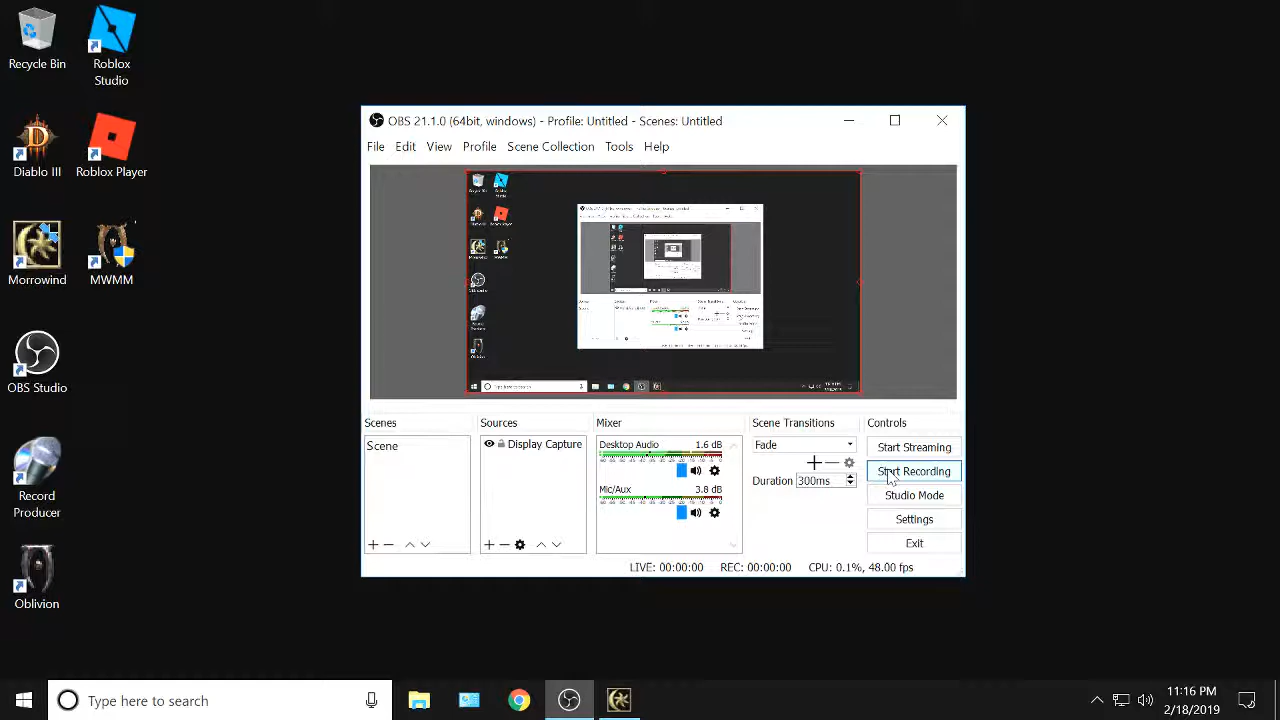 Recycle Bin
Roblox
Studio
Diablo III
Roblox Player
Morrowind
MWMM
OBS Studio
Record
Producer
Oblivion
OBS 21.1.0 (64bit, windows) - Profile: Untitled - Scenes: Untitled
File Edit View Profile Scene Collection Tools Help
Scenes
Scene
Sources
Display Capture
Mixer
Desktop Audio 1.6 dB
Mic/Aux 3.8 dB
Scene Transitions
Fade
Duration 300ms
Controls
Start Streaming
Start Recording
Studio Mode
Settings
Exit
LIVE: 00:00:00 REC: 00:00:00 CPU: 0.1%, 48.00 fps
Type here to search
11:16 PM
2/18/2019